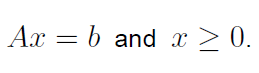 Ax = b and x ≥ 0.